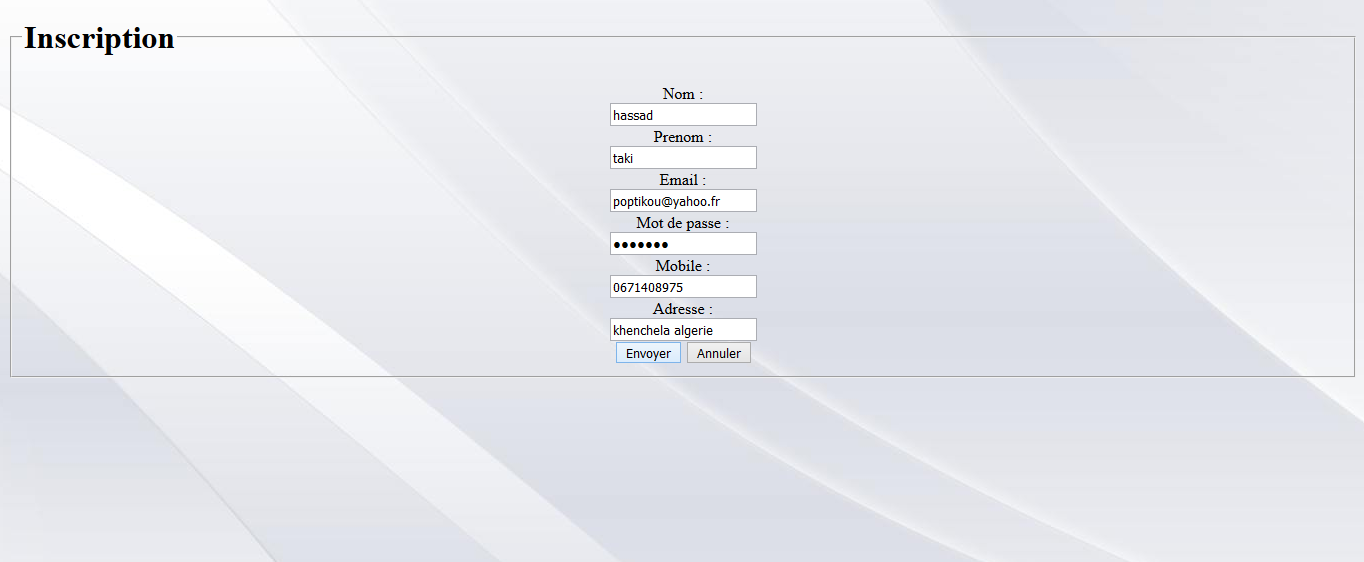 Inscription
Nom :
hassad
Prenom :
taki
Email :
poptikou@yahoo.fr
Mot de passe :
●●●●●●●
Mobile :
0671408975
Adresse :
khenchela algerie
Envoyer Annuler